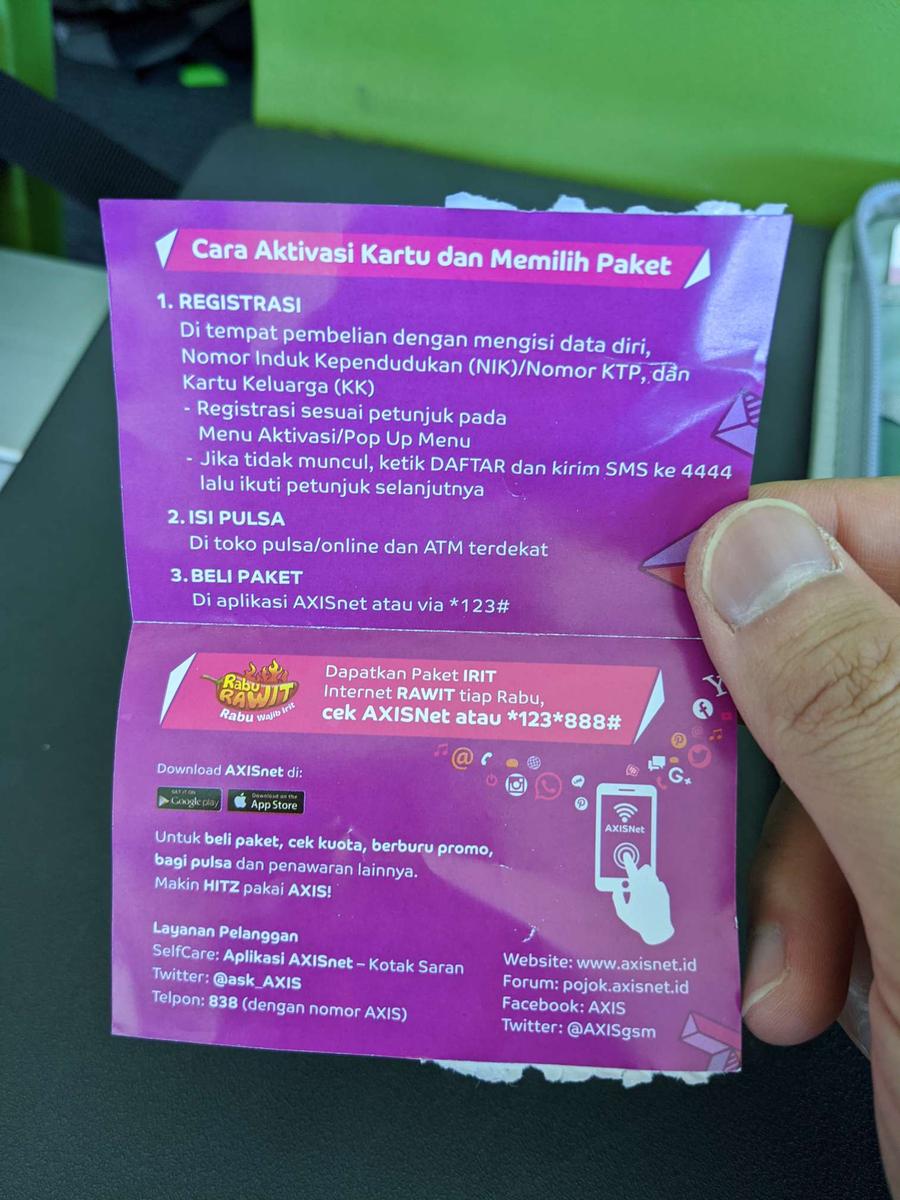 Cara Aktivasi Kartu dan Memilih Paket
1. REGISTRASI
Di tempat pembelian dengan mengisi data diri,
Nomor Induk Kependudukan (NIK)/Nomor KTP, dan
Kartu Keluarga (KK)
- Registrasi sesuai petunjuk pada
Menu Aktivasi/Pop Up Menu
- Jika tidak muncul, ketik DAFTAR dan kirim SMS ke 4444
lalu ikuti petunjuk selanjutnya
2. ISI PULSA
Di toko pulsa/online dan ATM terdekat
3. BELI PAKET
Di aplikasi AXISnet atau via *123#
Rabu
RAWIT
Rabu Wajib Irit
Dapatkan Paket IRIT
Internet RAWIT tiap Rabu,
cek AXISNet atau *123*888#
Download AXISnet di:
GET IT ON
Google play
Download on the
App Store
G+
AXISNet
Untuk beli paket, cek kuota, berburu promo,
bagi pulsa dan penawaran lainnya.
Makin HITZ pakai AXIS!
Layanan Pelanggan
SelfCare: Aplikasi AXISnet – Kotak Saran
Twitter: @ask_AXIS
Telpon: 838 (dengan nomor AXIS)
Website: www.axisnet.id
Forum: pojok.axisnet.id
Facebook: AXIS
Twitter: @AXISgsm